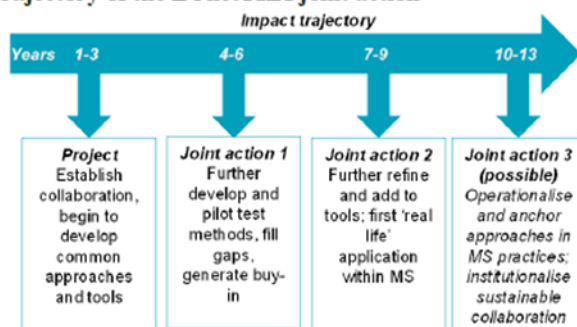 Impact trajectory
Years 1-3 4-6 7-9 10-13
Project
Establish
collaboration,
begin to
develop
common
approaches
and tools
Joint action 1
Further
develop and
pilot test
methods, fill
gaps,
generate buy-
in
Joint action 2
Further refine
and add to
tools; first ‘real
life’
application
within MS
Joint action 3
(possible)
Operationalise
and anchor
approaches in
MS practices;
institutionalise
sustainable
collaboration